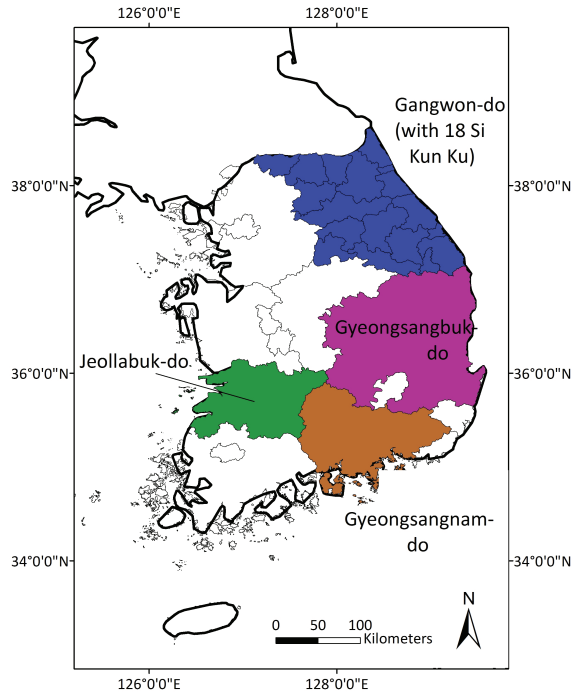 126°0'0"E 128°0'0"E
Gangwon-do
(with 18 Si
Kun Ku)
38°0'0"N 38°0'0"N
Gyeongsangbuk-
do
Jeollabuk-do
36°0'0"N 36°0'0"N
Gyeongsangnam-
do
34°0'0"N 34°0'0"N
N
0 50 100
Kilometers
126°0'0"E 128°0'0"E